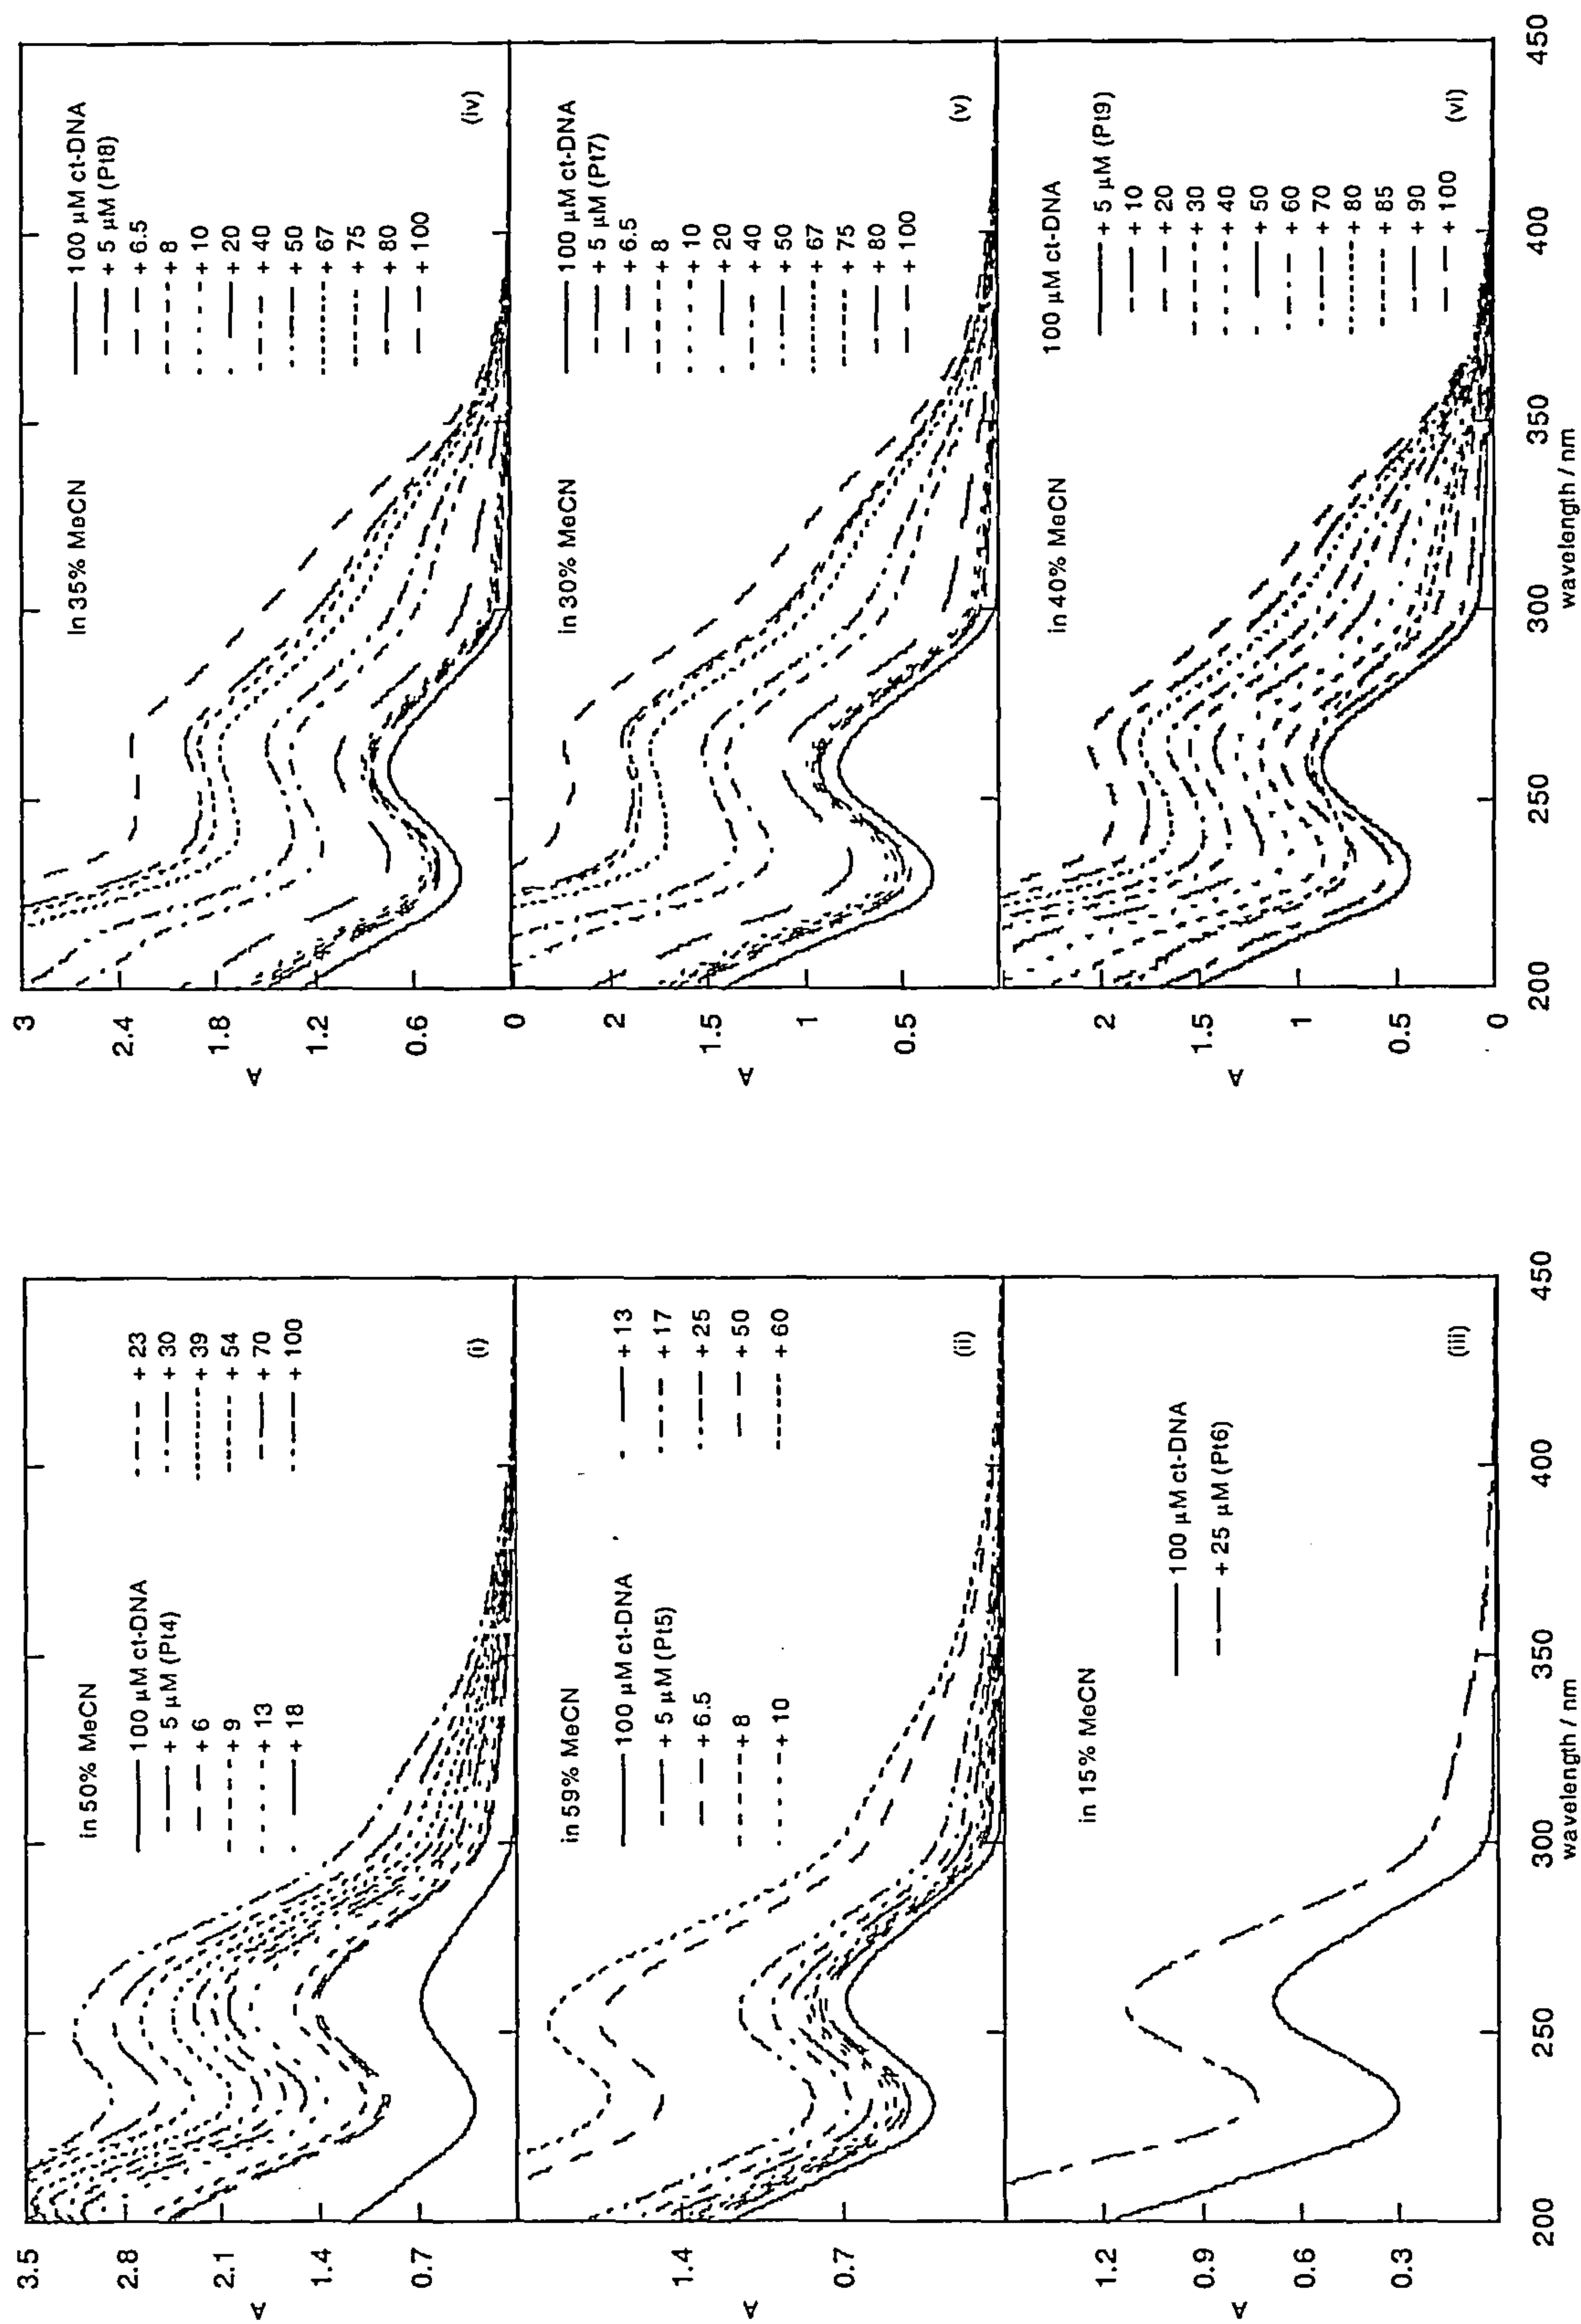 in 50% MeCN
100 µM ct-DNA
+ 5 µM (Pt4)
+ 6
+ 9
+ 13
+ 18
+ 23
+ 30
+ 39
+ 54
+ 70
+ 100
(i)
3.5
2.8
2.1
1.4
0.7
A
in 59% MeCN
100 µM ct-DNA
+ 5 µM (Pt5)
+ 6.5
+ 8
+ 10
+ 13
+ 17
+ 25
+ 50
+ 60
(ii)
1.4
0.7
A
in 15% MeCN
100 µM ct-DNA
+ 25 µM (Pt6)
(iii)
1.2
0.9
0.6
0.3
A
200
250
300
350
400
450
wavelength / nm
In 35% MeCN
100 µM ct-DNA
+ 5 µM (Pt8)
+ 6.5
+ 8
+ 10
+ 20
+ 40
+ 50
+ 67
+ 75
+ 80
+ 100
(iv)
3
2.4
1.8
1.2
0.6
0
A
in 30% MeCN
100 µM ct-DNA
+ 5 µM (Pt7)
+ 6.5
+ 8
+ 10
+ 20
+ 40
+ 50
+ 67
+ 75
+ 80
+ 100
(v)
2
1.5
1
0.5
A
in 40% MeCN
100 µM ct-DNA
+ 5 µM (Pt9)
+ 10
+ 20
+ 30
+ 40
+ 50
+ 60
+ 70
+ 80
+ 85
+ 90
+ 100
(vi)
2
1.5
1
0.5
0
A
200
250
300
350
400
450
wavelength / nm